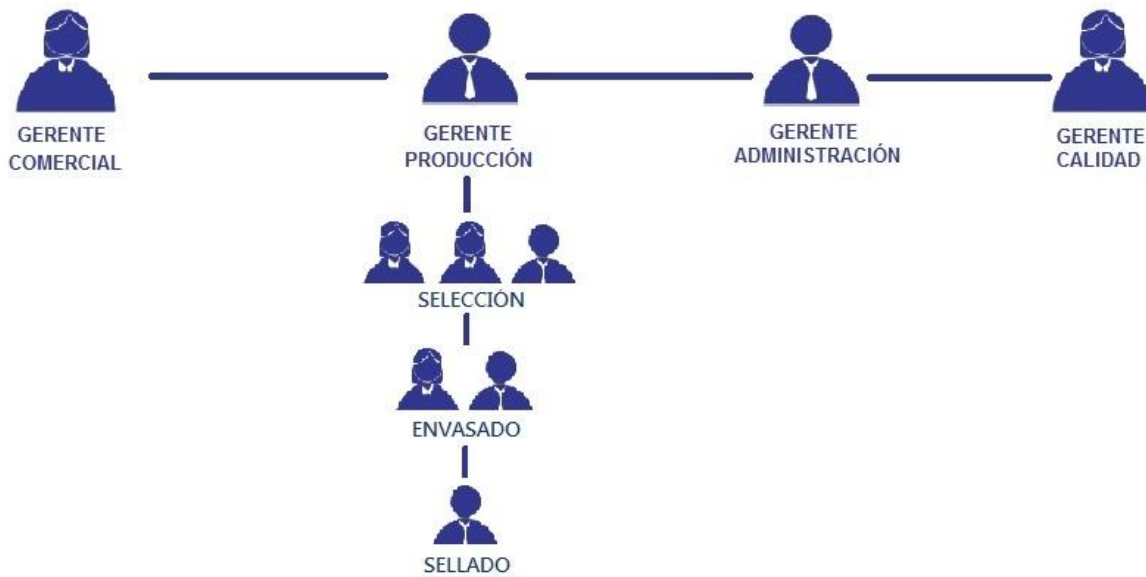 GERENTE
COMERCIAL
GERENTE
PRODUCCIÓN
GERENTE
ADMINISTRACIÓN
GERENTE
CALIDAD
SELECCIÓN
ENVASADO
SELLADO